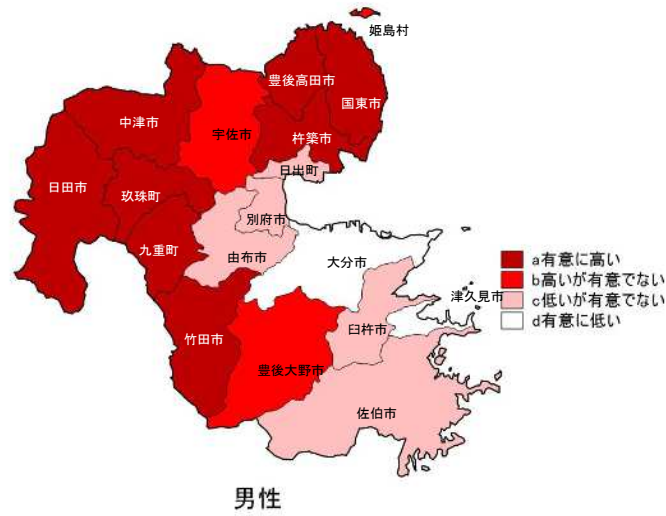 姫島村
豊後高田市
国東市
中津市
宇佐市
杵築市
日出町
日田市
玖珠町
別府市
九重町
由布市
大分市
a有意に高い
b高いが有意でない
c低いが有意でない
d有意に低い
津久見市
臼杵市
竹田市
豊後大野市
佐伯市
男性